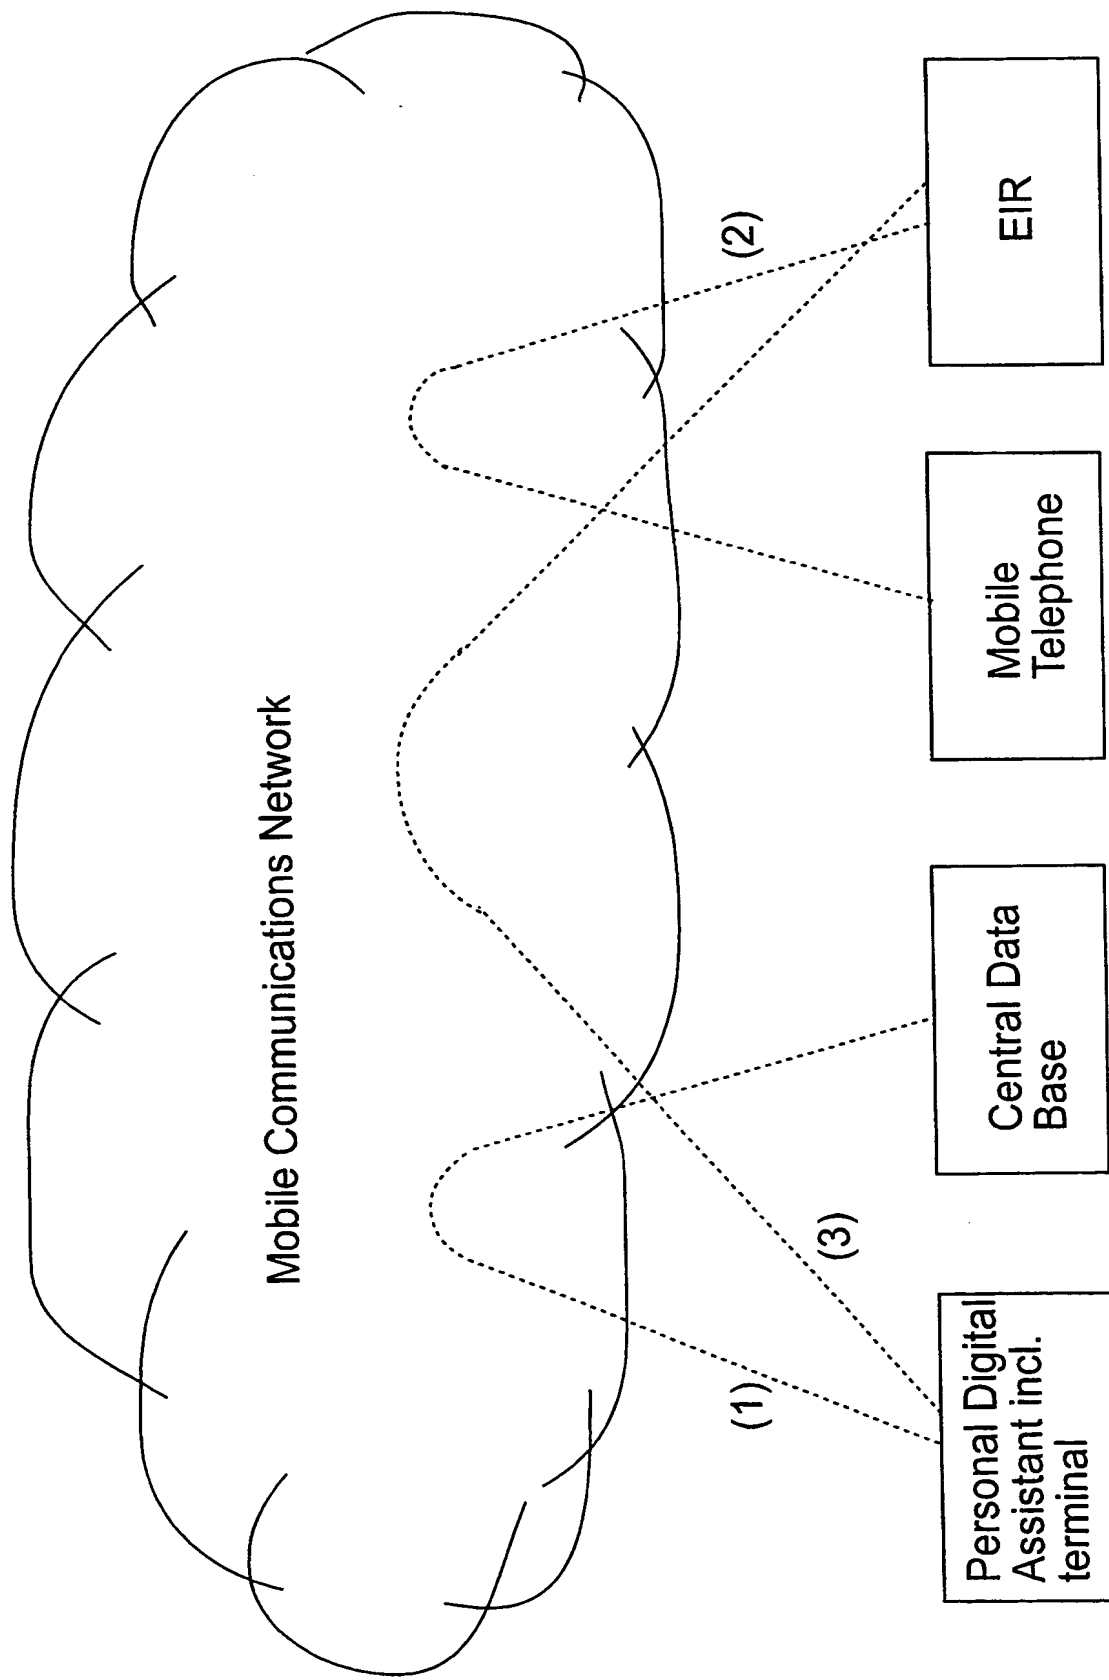 Mobile Communications Network
(1)
(3)
(2)
Personal Digital
Assistant incl.
terminal
Central Data
Base
Mobile
Telephone
EIR